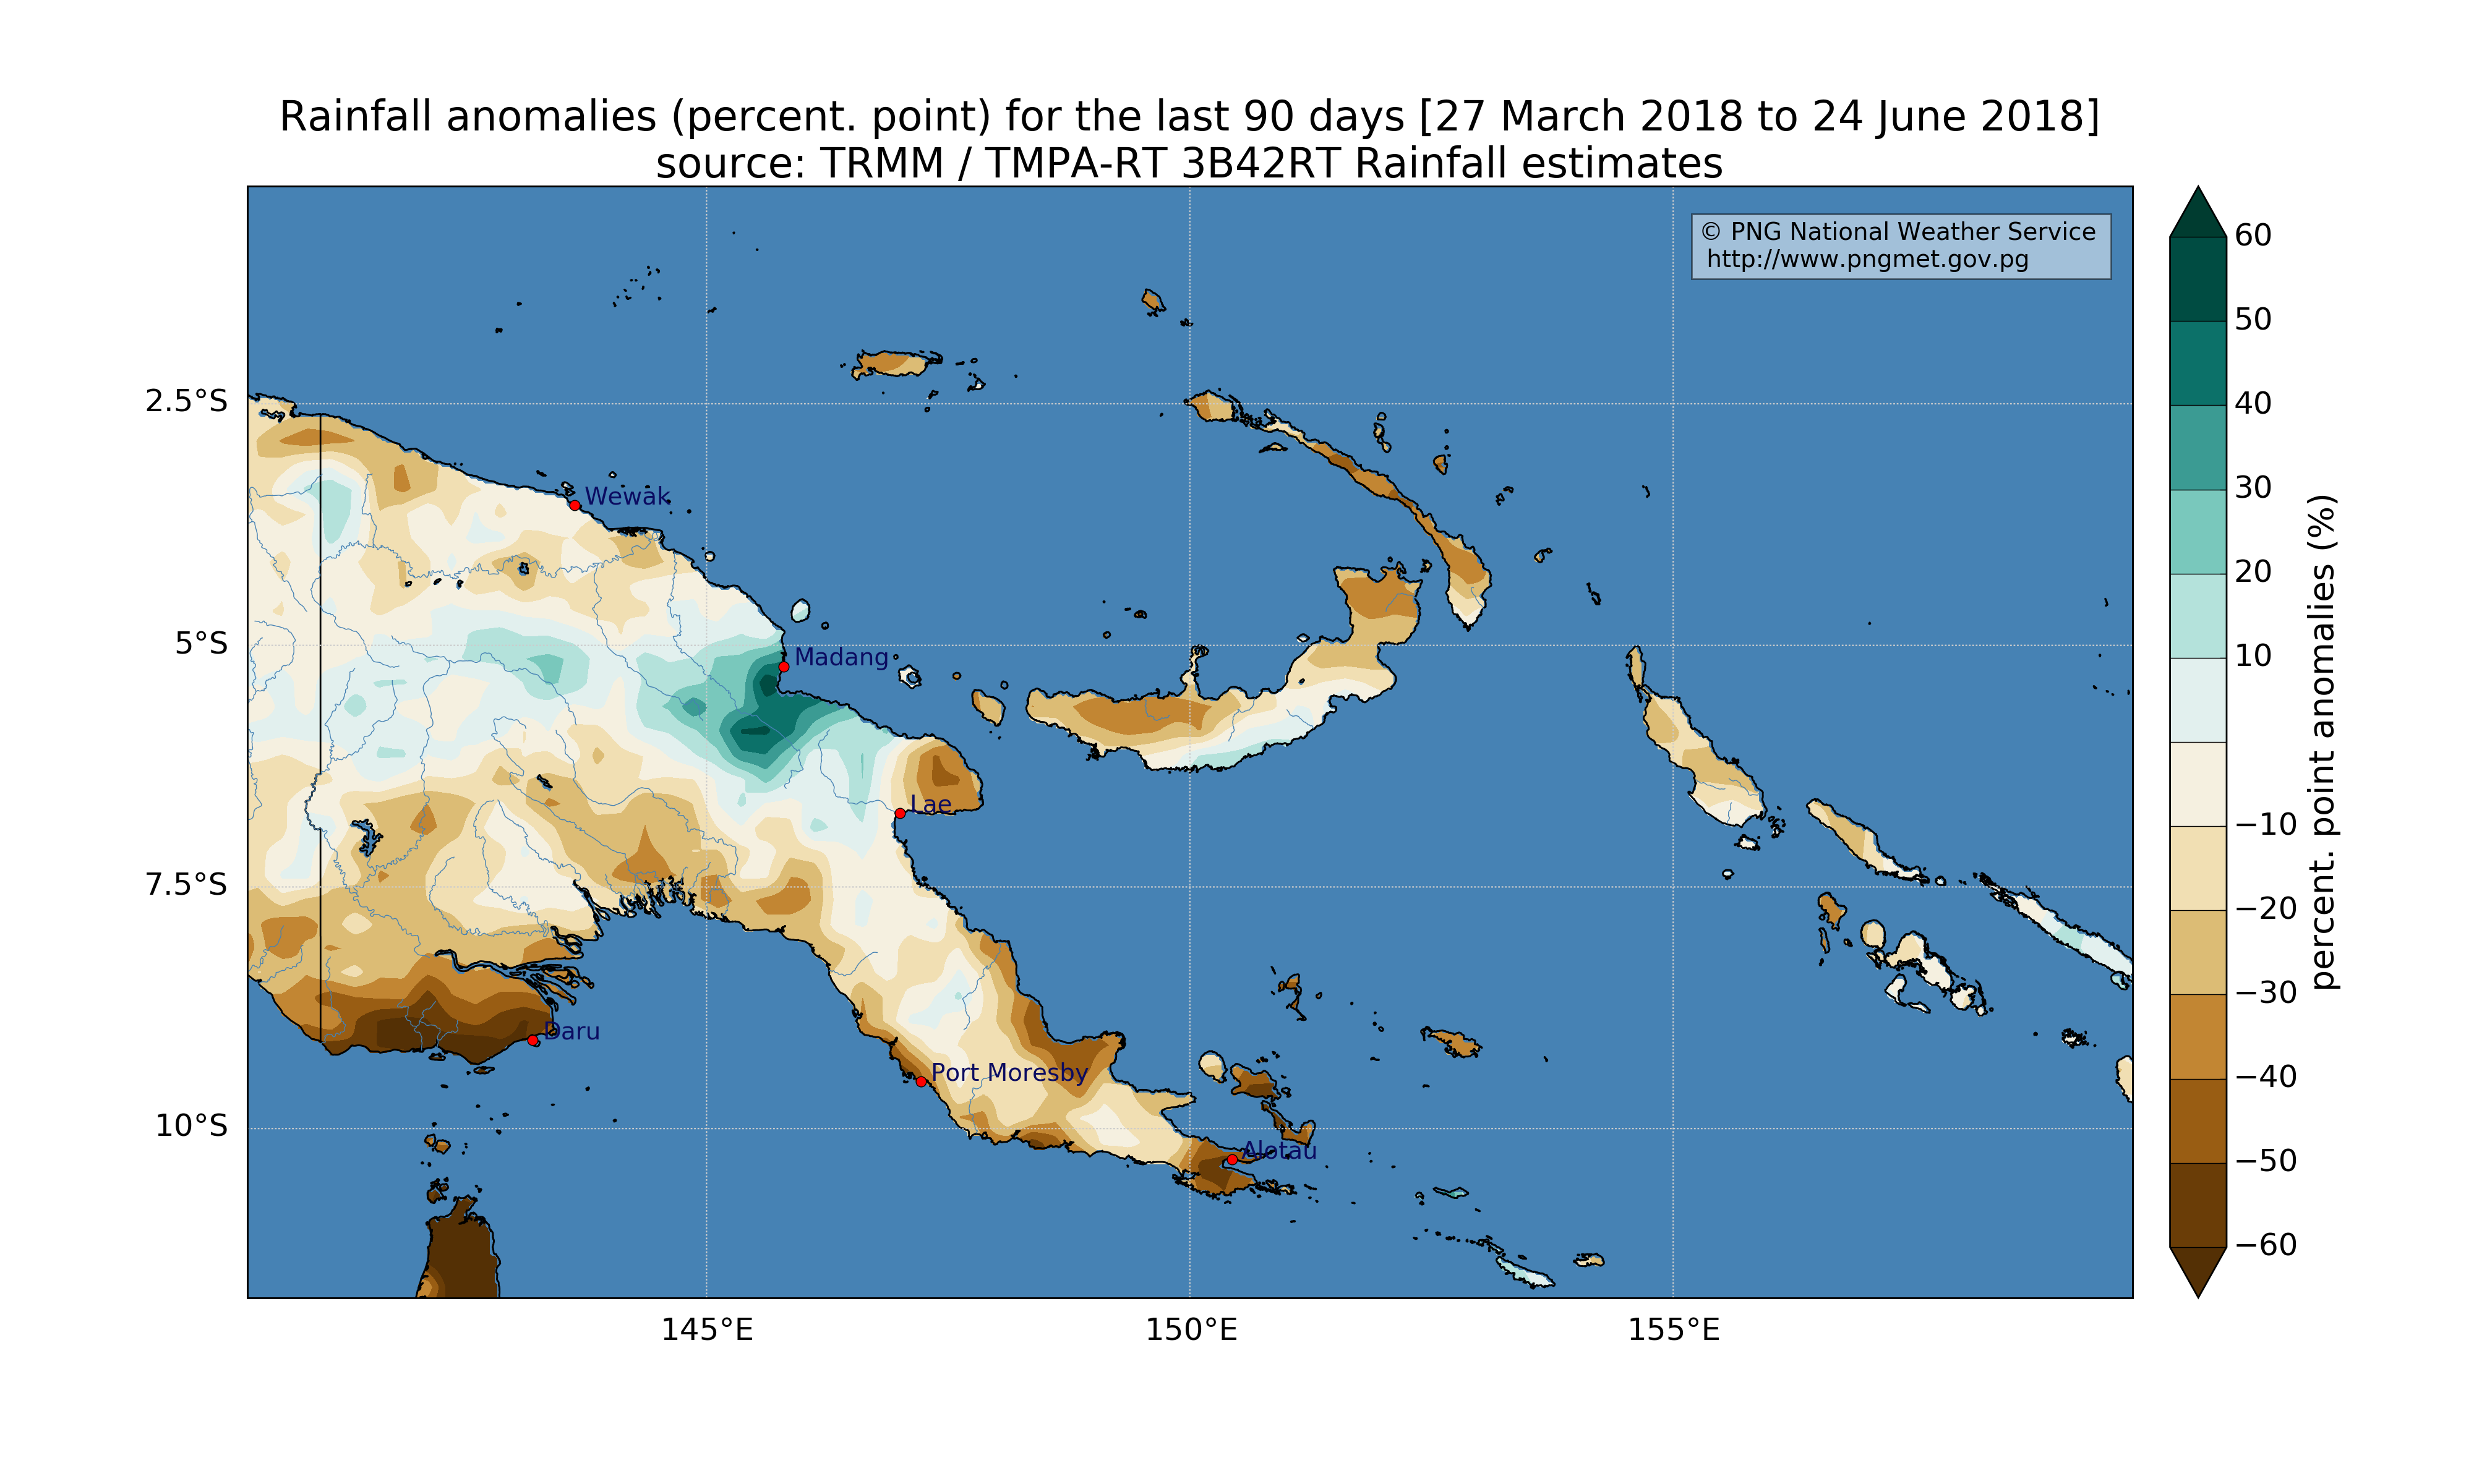 Rainfall anomalies (percent. point) for the last 90 days [27 March 2018 to 24 June 2018]
source: TRMM / TMPA-RT 3B42RT Rainfall estimates
© PNG National Weather Service
http://www.pngmet.gov.pg
2.5°S
5°S
7.5°S
10°S
145°E
150°E
155°E
Wewak
Madang
Lae
Daru
Port Moresby
Alotau
60
50
40
30
20
10
−10
−20
−30
−40
−50
−60
percent. point anomalies (%)